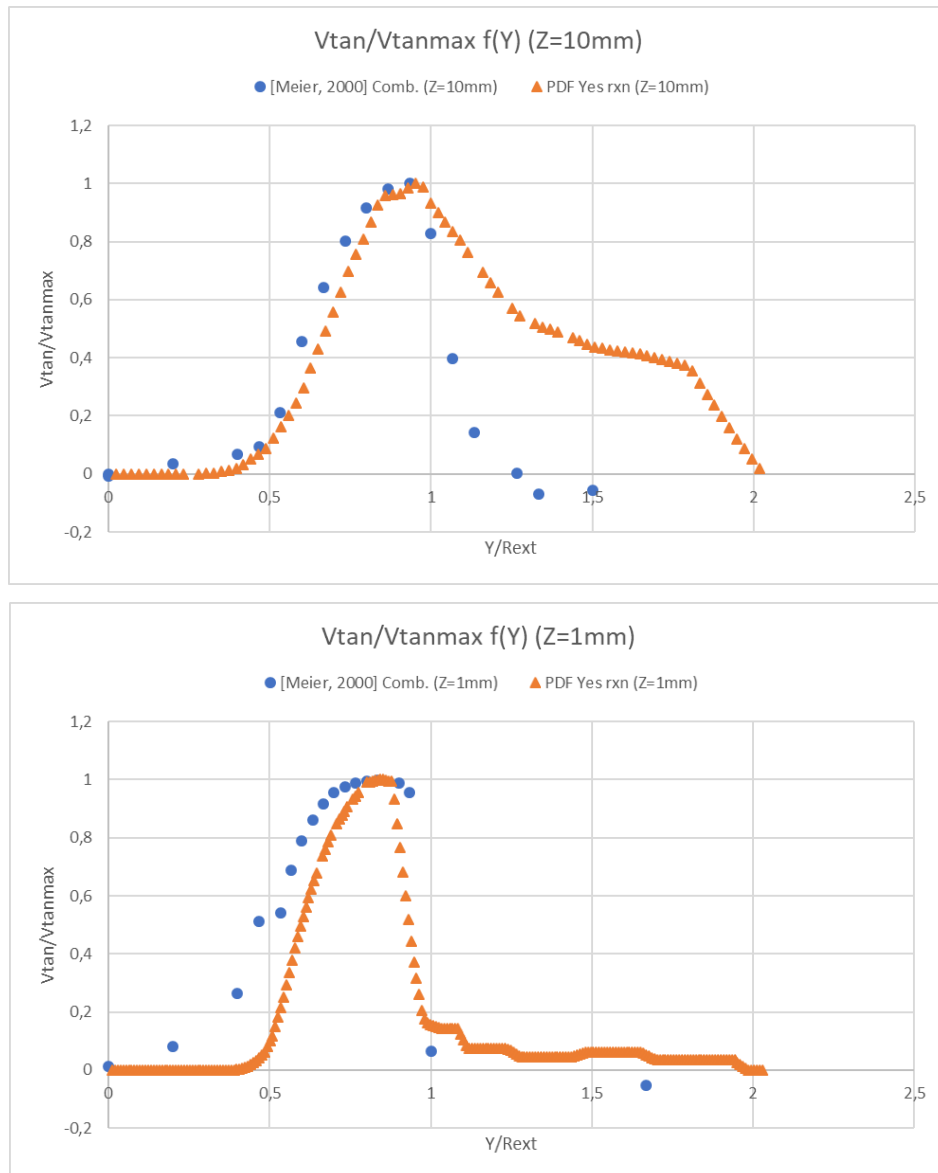 Vtan/Vtanmax f(Y) (Z=10mm)
[Meier, 2000] Comb. (Z=10mm) PDF Yes rxn (Z=10mm)
1,2
1
0,8
0,6
0,4
0,2
0
-0,2
Vtan/Vtanmax
0 0,5 1 1,5 2 2,5
Y/Rext
Vtan/Vtanmax f(Y) (Z=1mm)
[Meier, 2000] Comb. (Z=1mm) PDF Yes rxn (Z=1mm)
1,2
1
0,8
0,6
0,4
0,2
0
-0,2
Vtan/Vtanmax
0 0,5 1 1,5 2 2,5
Y/Rext